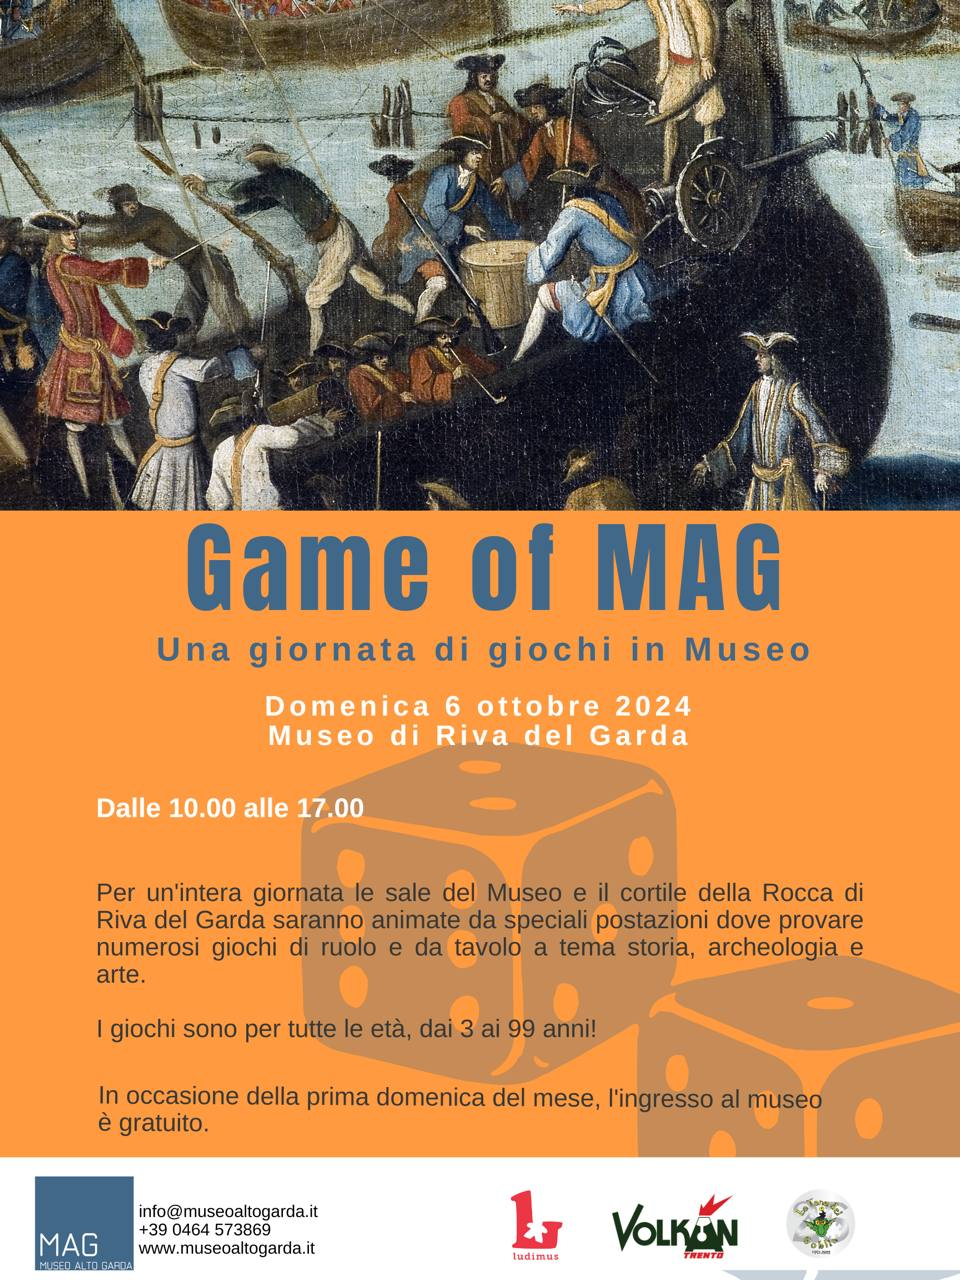 Game of MAG
Una giornata di giochi in Museo
Domenica 6 ottobre 2024
Museo di Riva del Garda
Dalle 10.00 alle 17.00
Per un'intera giornata le sale del Museo e il cortile della Rocca di
Riva del Garda saranno animate da speciali postazioni dove provare
numerosi giochi di ruolo e da tavolo a tema storia, archeologia e
arte.
I giochi sono per tutte le età, dai 3 ai 99 anni!
In occasione della prima domenica del mese, l'ingresso al museo
è gratuito.
MAG
MUSEO ALTO GARDA
info@museoaltogarda.it
+39 0464 573869
www.museoaltogarda.it
ludimus
VOLKAN
TRENTO
La Tana dei
Goblin